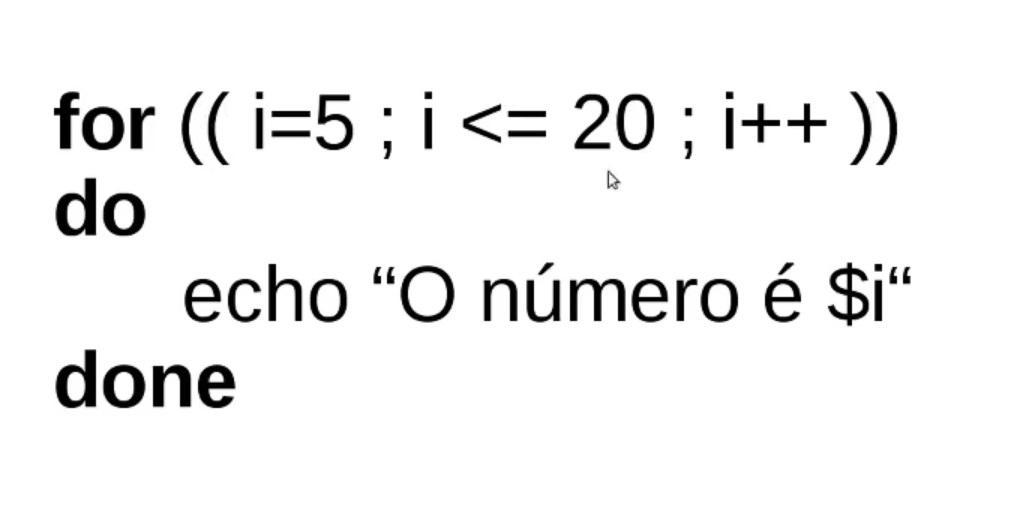 for (( i=5 ; i <= 20 ; i++ ))
do
echo “O número é $i“
done